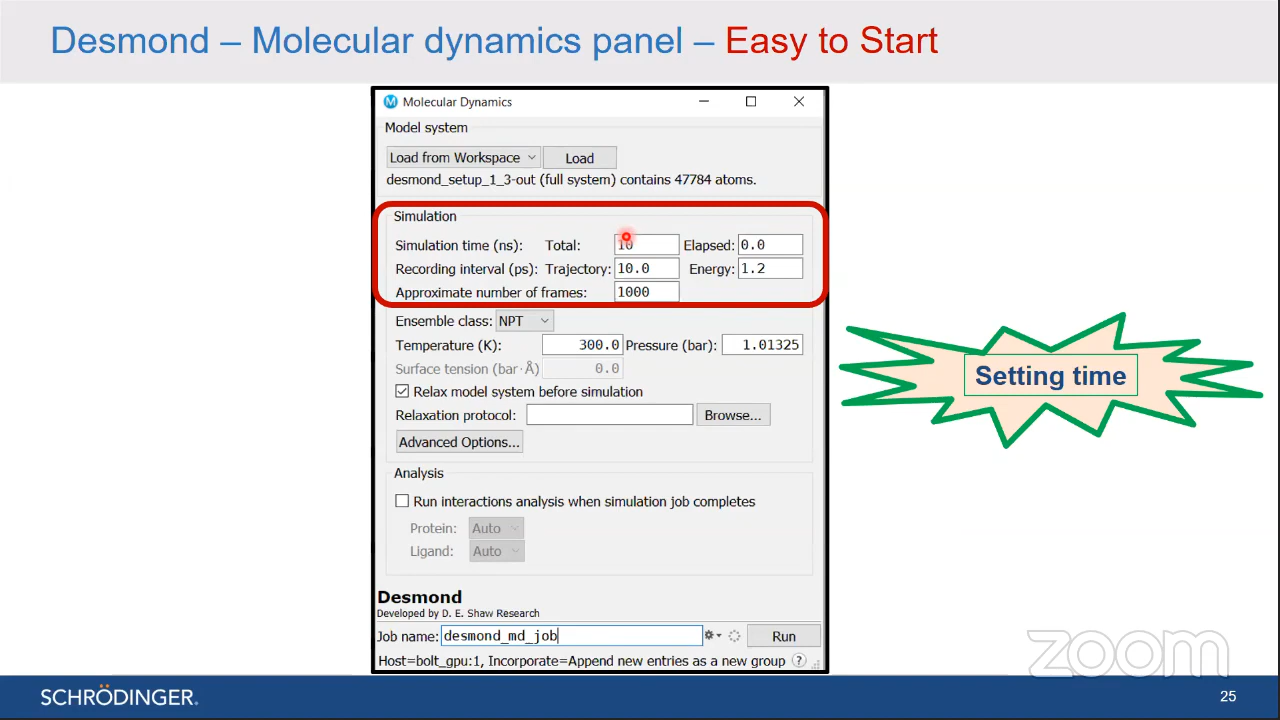 Desmond – Molecular dynamics panel – Easy to Start
Molecular Dynamics
Model system
Load from Workspace Load
desmond_setup_1_3-out (full system) contains 47784 atoms.
Simulation
Simulation time (ns): Total: 10 Elapsed: 0.0
Recording interval (ps): Trajectory: 10.0 Energy: 1.2
Approximate number of frames: 1000
Ensemble class: NPT
Temperature (K): 300.0 Pressure (bar): 1.01325
Surface tension (bar·Å) 0.0
Setting time
Relax model system before simulation
Relaxation protocol: Browse...
Advanced Options...
Analysis
Run interactions analysis when simulation job completes
Protein: Auto
Ligand: Auto
Desmond
Developed by D. E. Shaw Research
Job name: desmond_md_job Run
Host=bolt_gpu:1, Incorporate=Append new entries as a new group ?
zoom
SCHRÖDINGER.
25